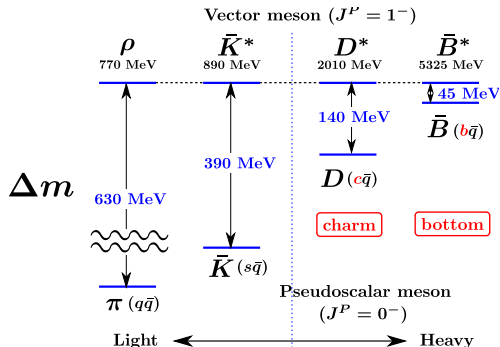 Vector meson (J^P = 1^-)
ρ K̄* D* B̄*
770 MeV 890 MeV 2010 MeV 5325 MeV
45 MeV
140 MeV
B̄ (bq̄)
390 MeV
D (cq̄)
Δm
630 MeV
charm bottom
K̄ (sq̄)
π (qq̄)
Pseudoscalar meson
(J^P = 0^-)
Light Heavy